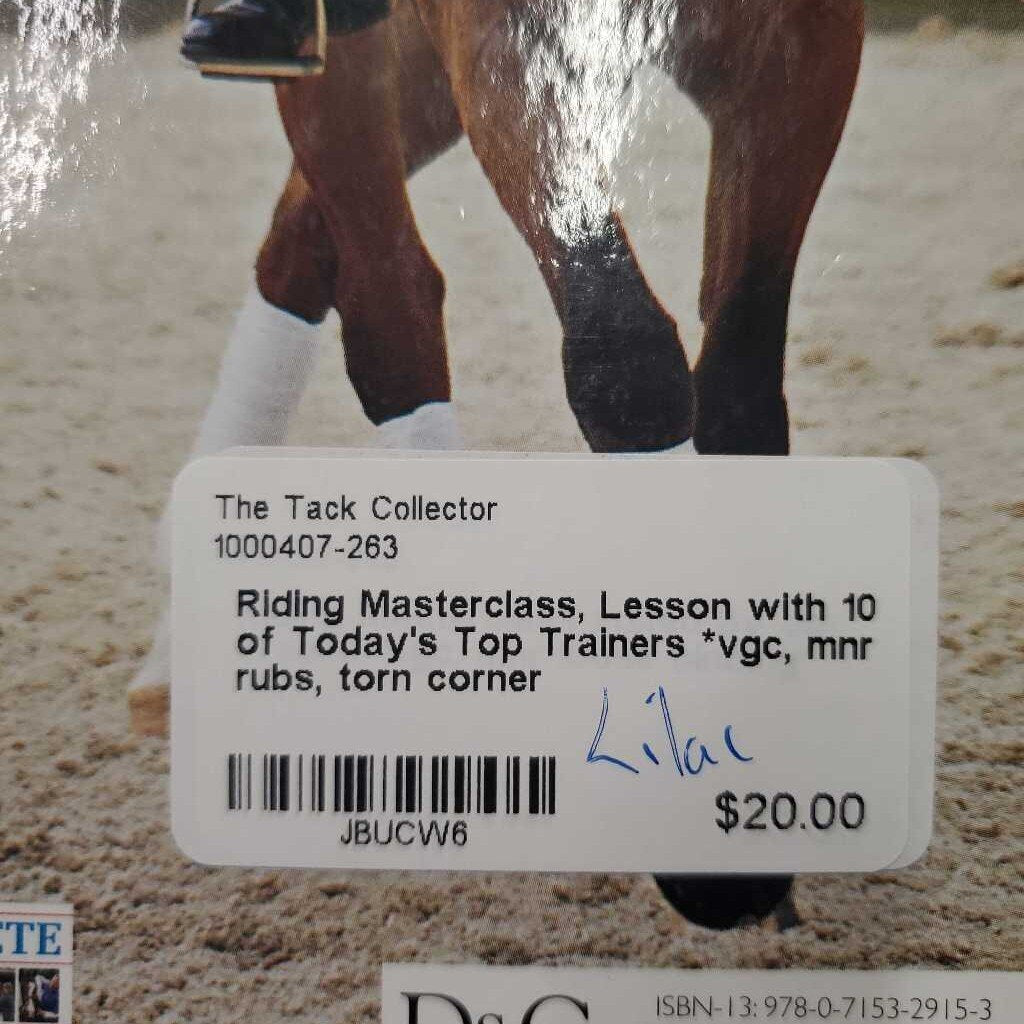 The Tack Collector
1000407-263
Riding Masterclass, Lesson with 10
of Today's Top Trainers *vgc, mnr
rubs, torn corner
Lilac
$20.00
JBUCW6
ETE
D&C
ISBN-13: 978-0-7153-2915-3